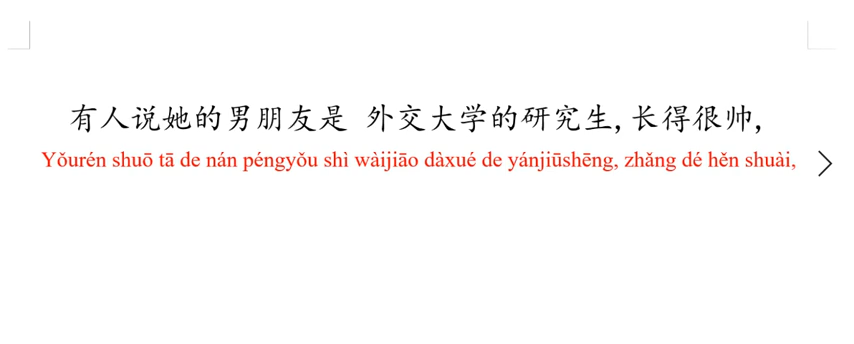 有人说她的男朋友是 外交大学的研究生,长得很帅,
Yǒurén shuō tā de nán péngyǒu shì wàijiāo dàxué de yánjiūshēng, zhǎng dé hěn shuài,